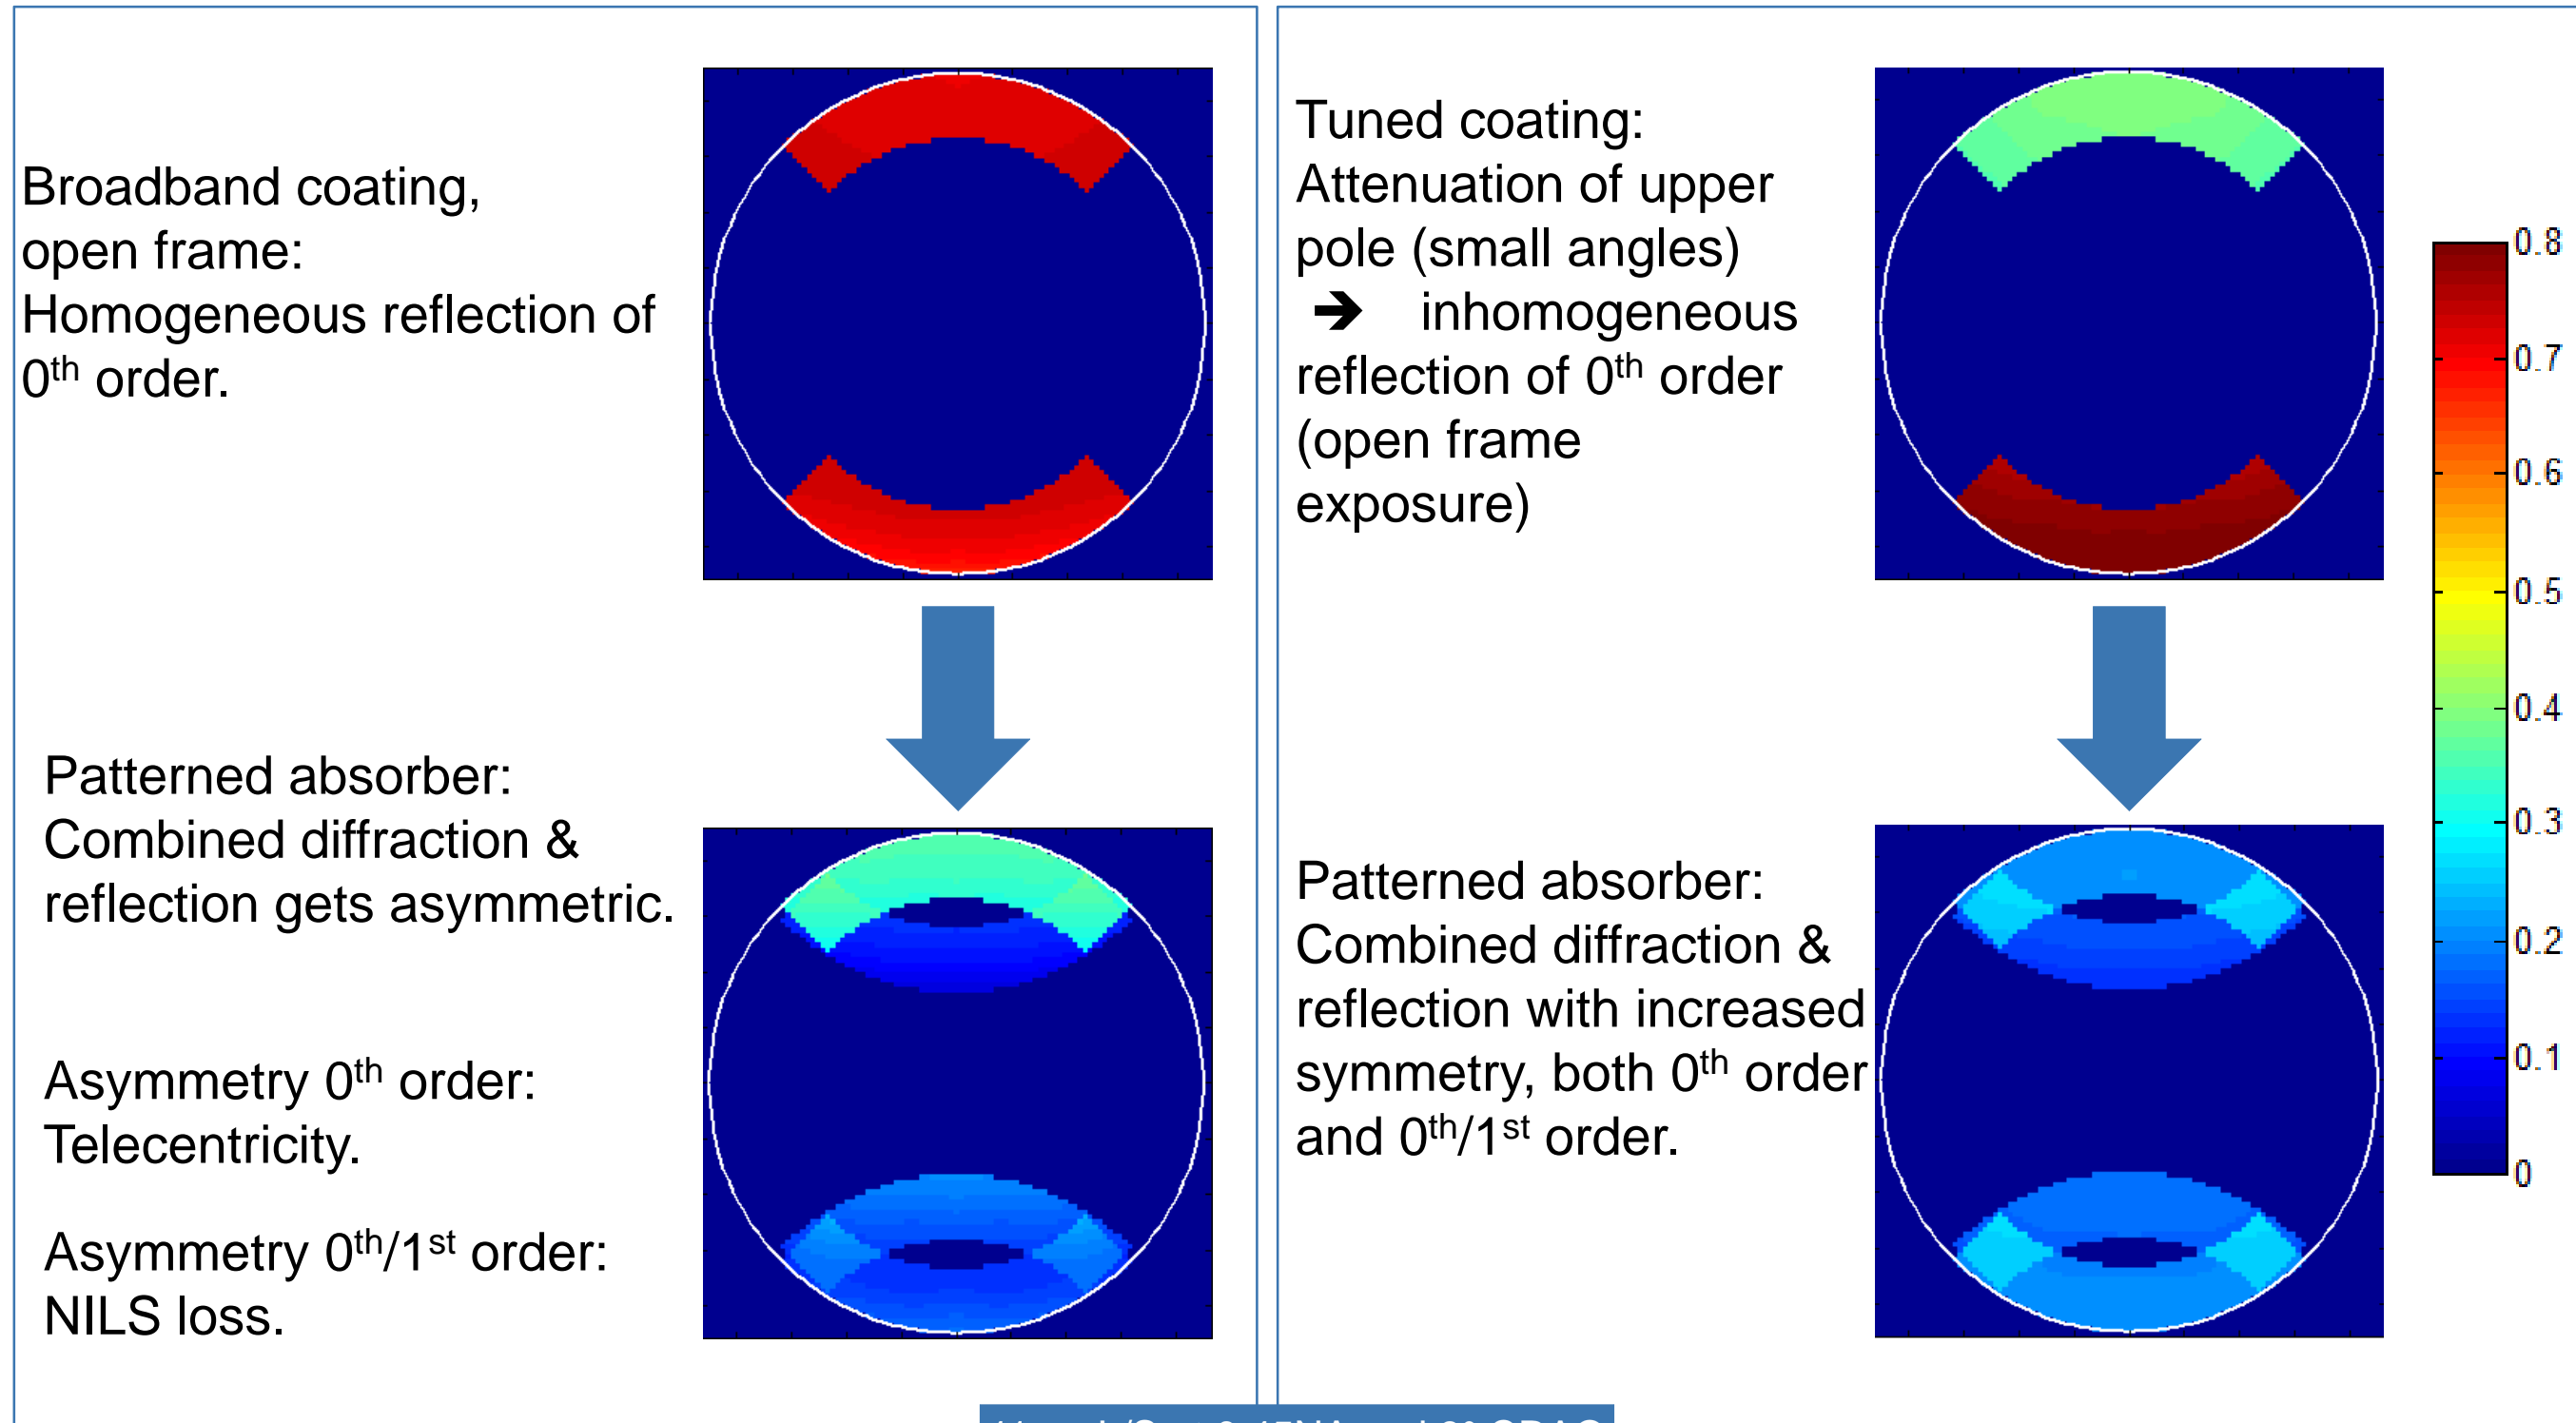 Broadband coating,
open frame:
Homogeneous reflection of
0th order.
Patterned absorber:
Combined diffraction &
reflection gets asymmetric.
Asymmetry 0th order:
Telecentricity.
Asymmetry 0th/1st order:
NILS loss.
Tuned coating:
Attenuation of upper
pole (small angles)
➔ inhomogeneous
reflection of 0th order
(open frame
exposure)
Patterned absorber:
Combined diffraction &
reflection with increased
symmetry, both 0th order
and 0th/1st order.
0.8
0.7
0.6
0.5
0.4
0.3
0.2
0.1
0